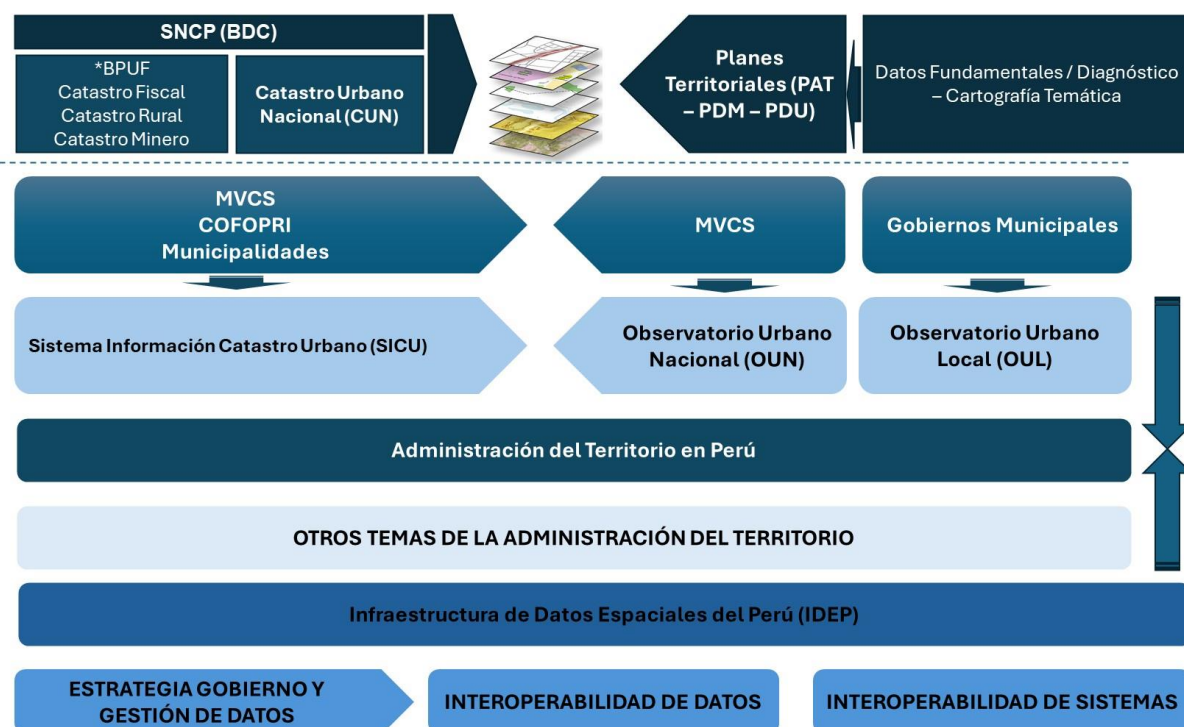 SNCP (BDC)
*BPUF
Catastro Fiscal
Catastro Rural
Catastro Minero
Catastro Urbano
Nacional (CUN)
Planes
Territoriales (PAT
– PDM – PDU)
Datos Fundamentales / Diagnóstico
– Cartografía Temática
MVCS
COFOPRI
Municipalidades
MVCS
Gobiernos Municipales
Sistema Información Catastro Urbano (SICU)
Observatorio Urbano
Nacional (OUN)
Observatorio Urbano
Local (OUL)
Administración del Territorio en Perú
OTROS TEMAS DE LA ADMINISTRACIÓN DEL TERRITORIO
Infraestructura de Datos Espaciales del Perú (IDEP)
ESTRATEGIA GOBIERNO Y
GESTIÓN DE DATOS
INTEROPERABILIDAD DE DATOS
INTEROPERABILIDAD DE SISTEMAS